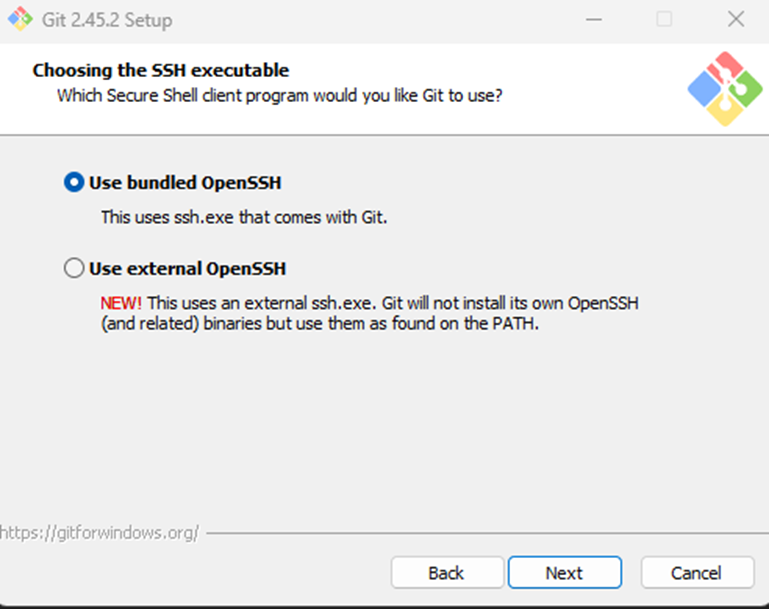 Git 2.45.2 Setup
Choosing the SSH executable
Which Secure Shell client program would you like Git to use?
Use bundled OpenSSH
This uses ssh.exe that comes with Git.
Use external OpenSSH
NEW! This uses an external ssh.exe. Git will not install its own OpenSSH
(and related) binaries but use them as found on the PATH.
https://gitforwindows.org/
Back
Next
Cancel